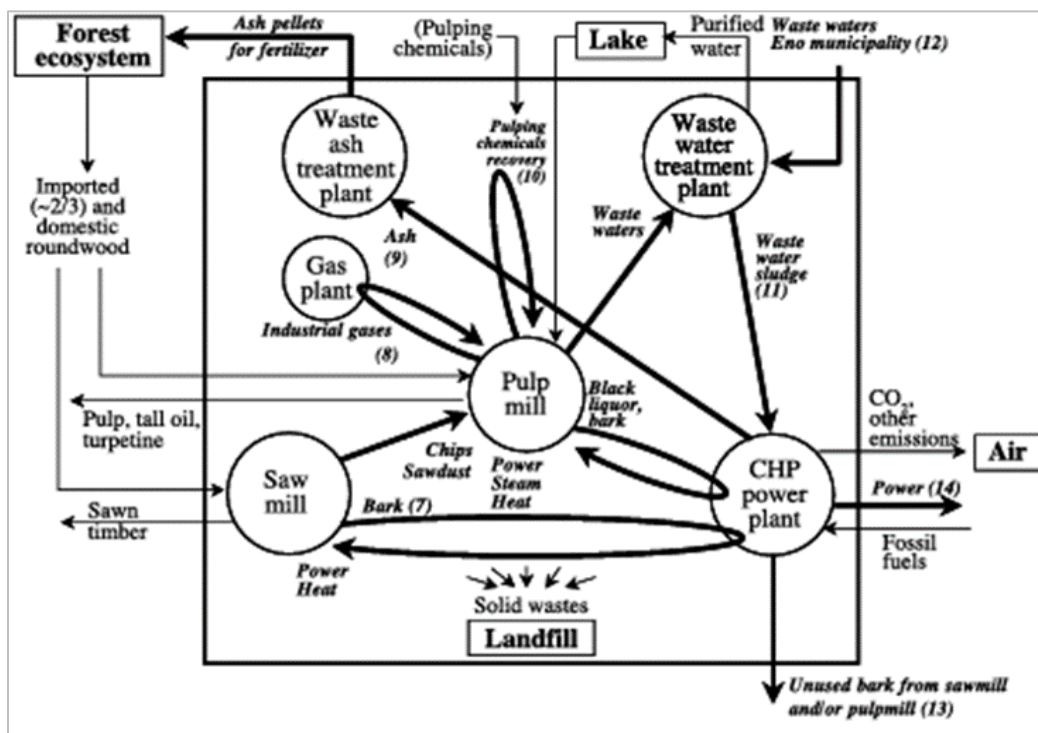 Forest
ecosystem
Ash pellets
for fertilizer
(Pulping
chemicals)
Lake
Purified
water
Waste waters
Eno municipality (12)
Waste
ash
treatment
plant
Pulping
chemicals
recovery
(10)
Waste
water
treatment
plant
Imported
(~2/3) and
domestic
roundwood
Ash
(9)
Waste
waters
Waste
water
sludge
(11)
Gas
plant
Industrial gases
(8)
Pulp
mill
Black
liquor,
bark
Pulp, tall oil,
turpetine
Chips
Sawdust
Power
Steam
Heat
CO2,
other
emissions
Air
Saw
mill
Bark (7)
CHP
power
plant
Power (14)
Sawn
timber
Fossil
fuels
Power
Heat
Solid wastes
Landfill
Unused bark from sawmill
and/or pulpmill (13)